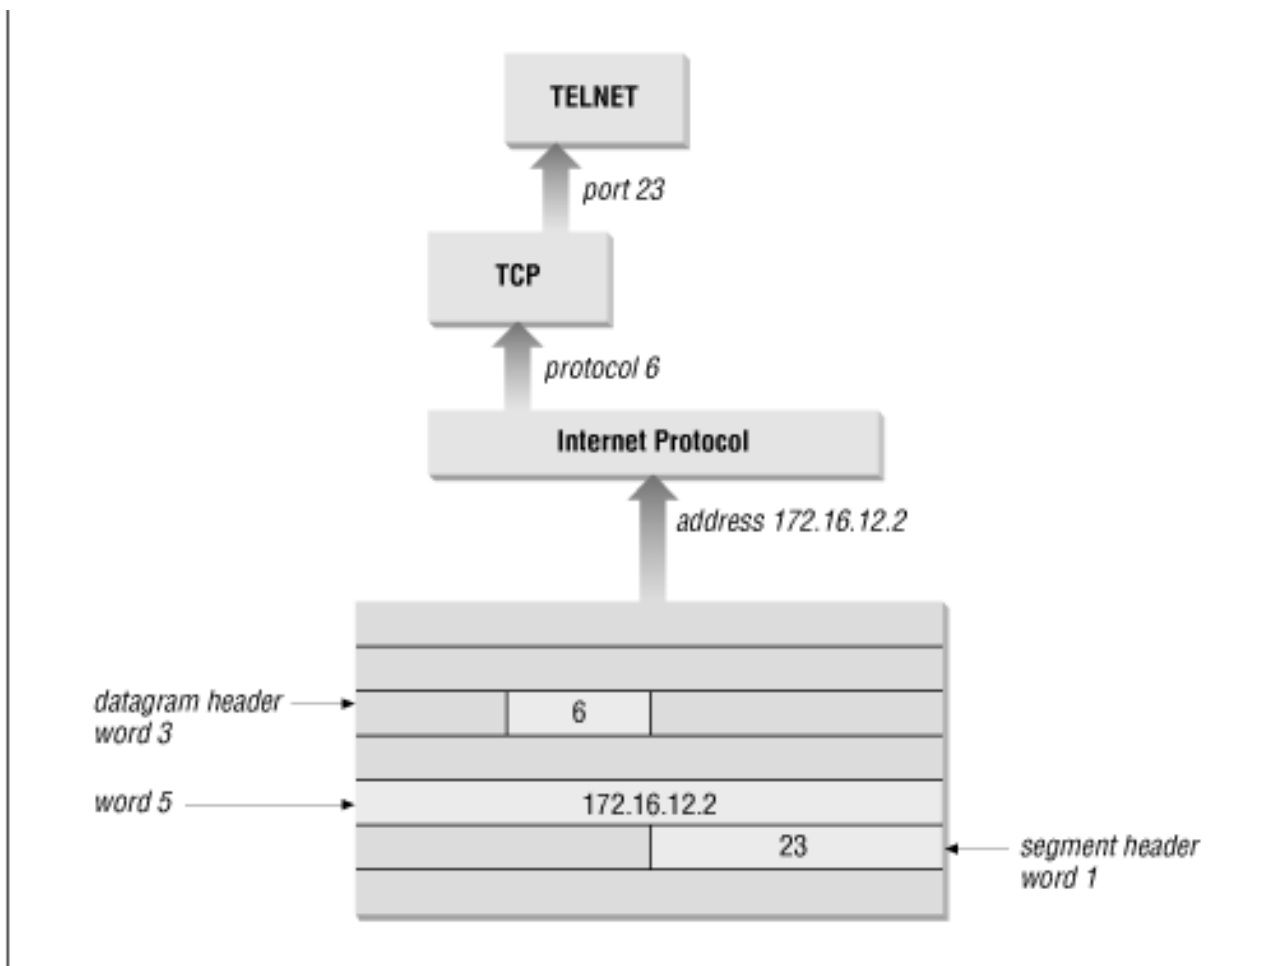 TELNET
port 23
TCP
protocol 6
Internet Protocol
address 172.16.12.2
datagram header
word 3
6
word 5
172.16.12.2
23
segment header
word 1